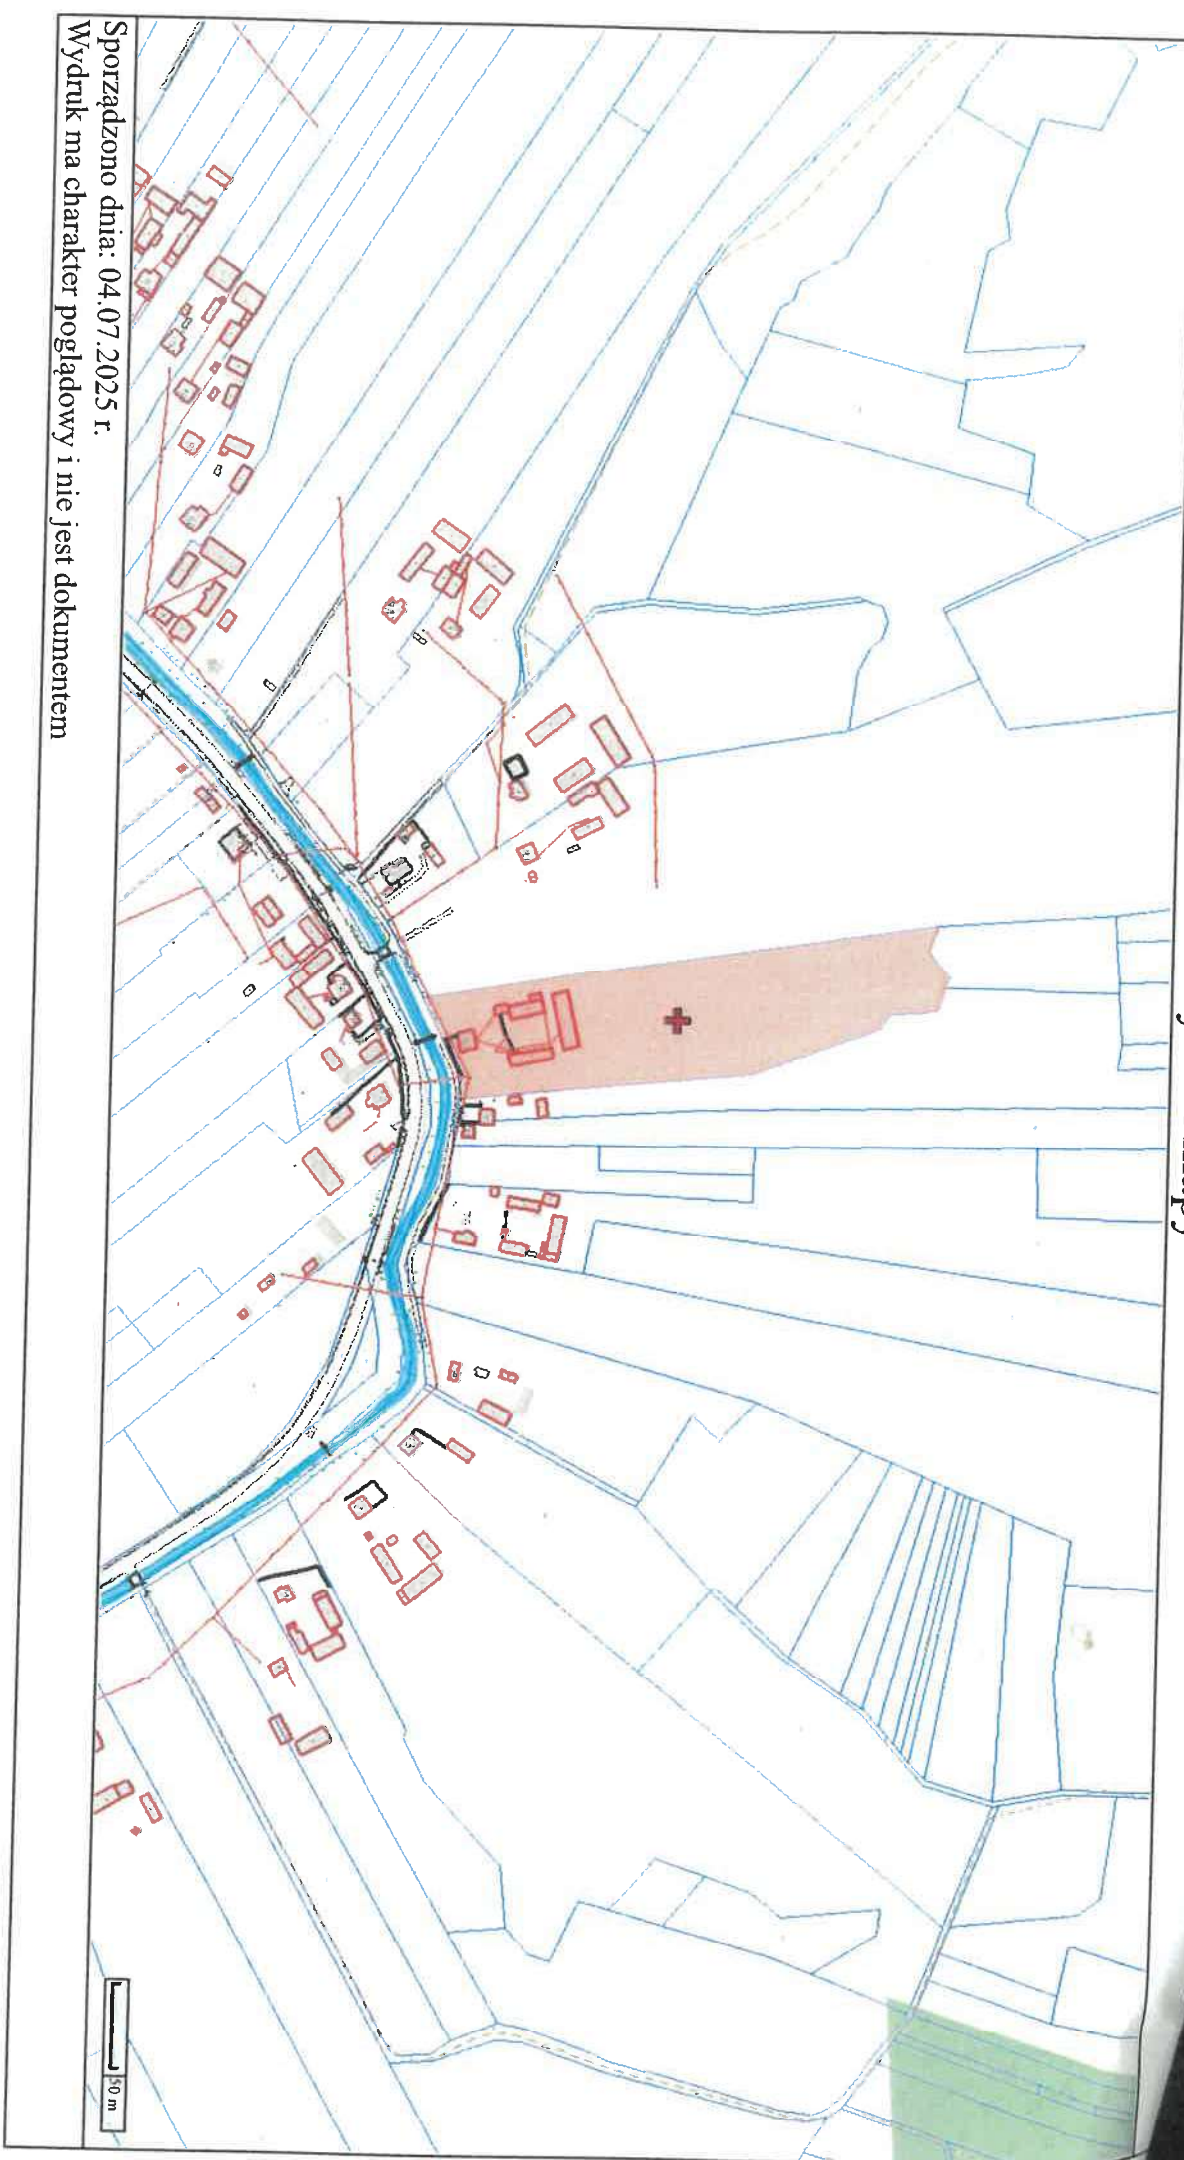 Sporządzono dnia: 04.07.2025 r.
Wydruk ma charakter poglądowy i nie jest dokumentem
50 m